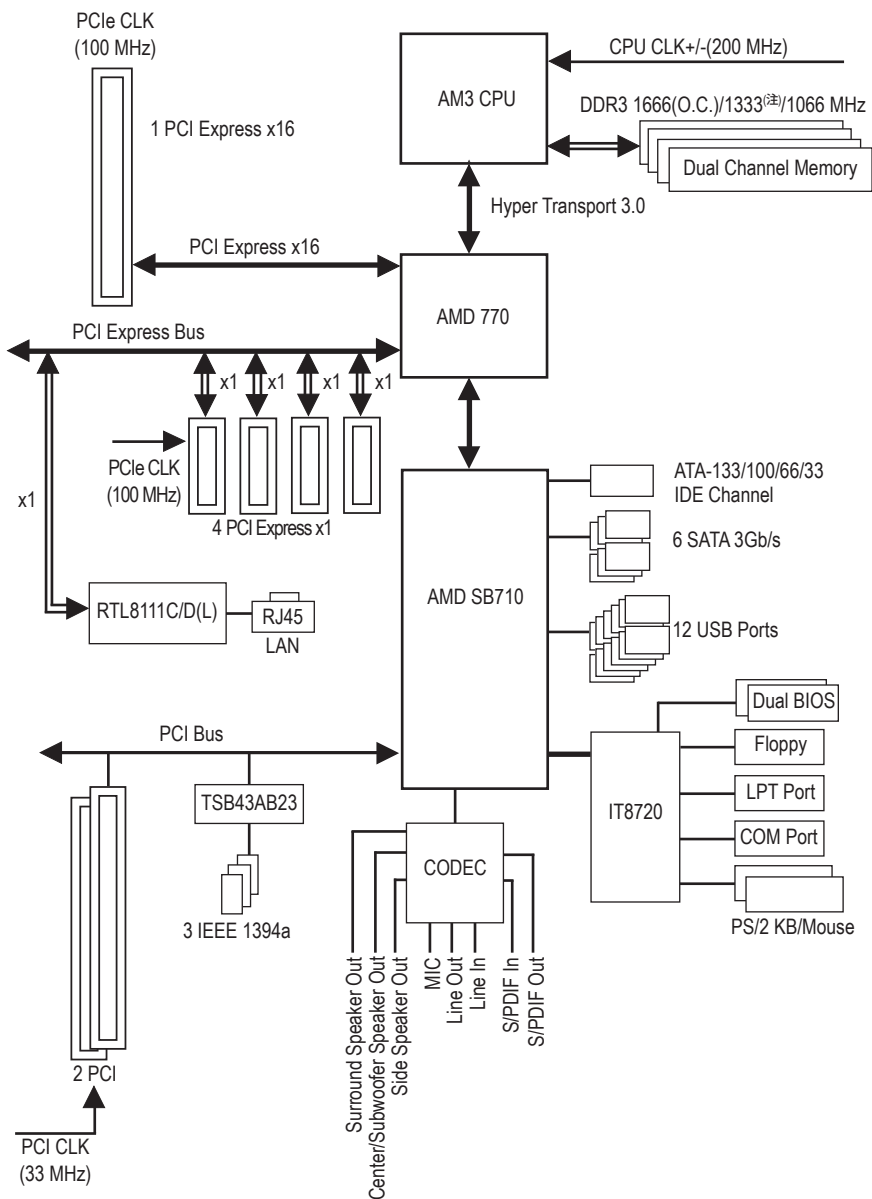 PCIe CLK
(100 MHz)
CPU CLK+/-(200 MHz)
AM3 CPU
DDR3 1666(O.C.)/1333(注)/1066 MHz
1 PCI Express x16
Dual Channel Memory
Hyper Transport 3.0
PCI Express x16
AMD 770
PCI Express Bus
x1
x1
x1
x1
PCIe CLK
(100 MHz)
x1
4 PCI Express x1
ATA-133/100/66/33
IDE Channel
6 SATA 3Gb/s
AMD SB710
RTL8111C/D(L)
RJ45
LAN
12 USB Ports
Dual BIOS
PCI Bus
Floppy
TSB43AB23
LPT Port
IT8720
COM Port
CODEC
PS/2 KB/Mouse
3 IEEE 1394a
Surround Speaker Out
Center/Subwoofer Speaker Out
Side Speaker Out
MIC
Line Out
Line In
S/PDIF In
S/PDIF Out
2 PCI
PCI CLK
(33 MHz)